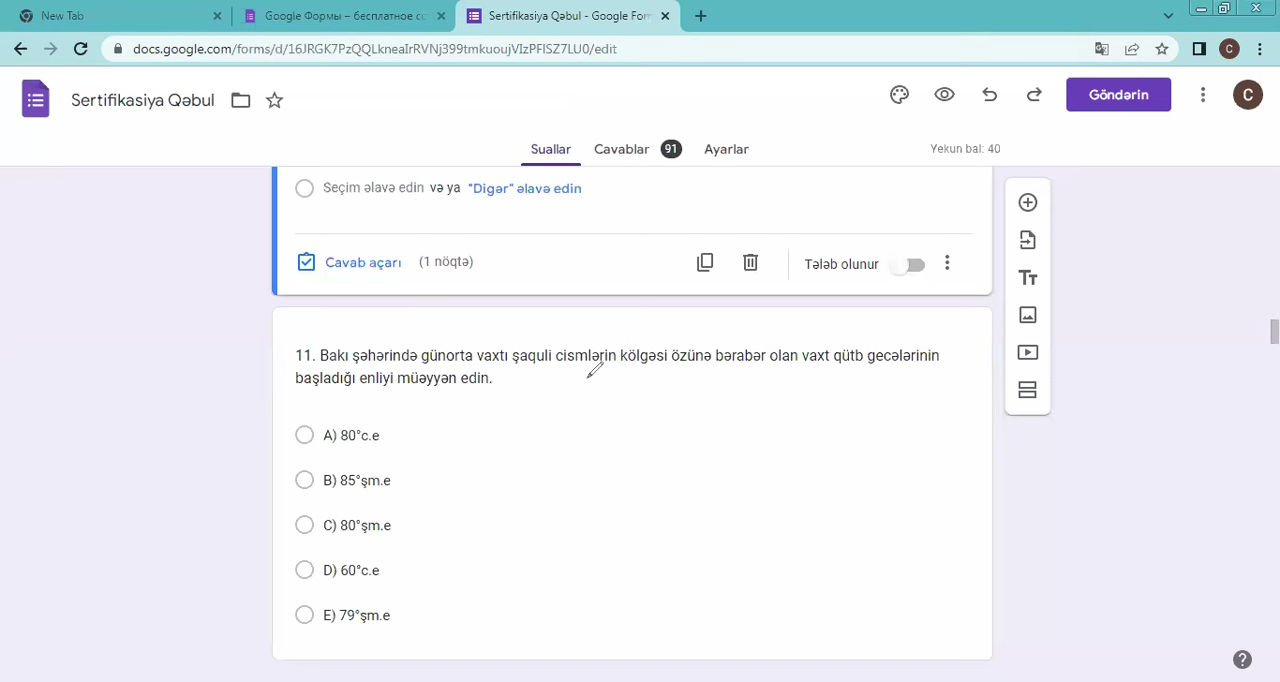 New Tab
Google Формы – бесплатное со
Sertifikasiya Qəbul - Google For
docs.google.com/forms/d/16JRGK7PzQQLkneaIrRVNj399tmkuoujVIzPFlSZ7LU0/edit
C
Sertifikasiya Qəbul
Göndərin
C
Suallar
Cavablar 91
Ayarlar
Yekun bal: 40
Seçim əlavə edin və ya "Digər" əlavə edin
Cavab açarı (1 nöqtə)
Tələb olunur
11. Bakı şəhərində günorta vaxtı şaquli cismlərin kölgəsi özünə bərabər olan vaxt qütb gecələrinin
başladığı enliyi müəyyən edin.
A) 80°c.e
B) 85°şm.e
C) 80°şm.e
D) 60°c.e
E) 79°şm.e